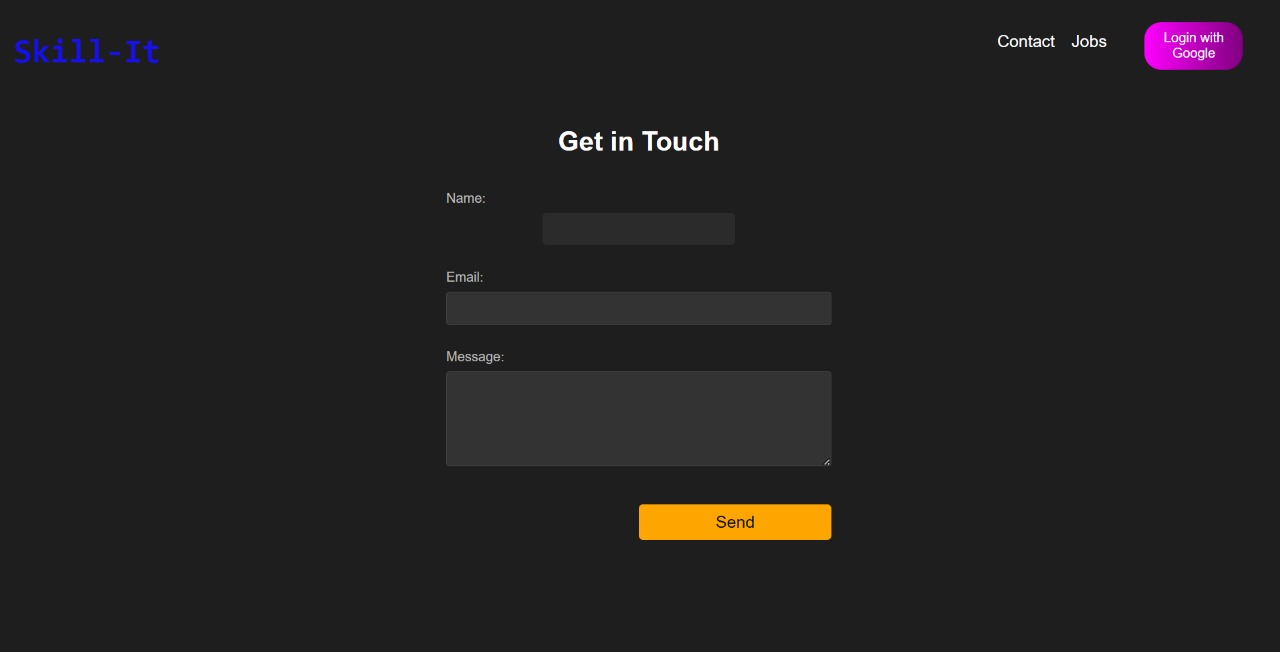 Skill-It
Contact
Jobs
Login with
Google
Get in Touch
Name:
Email:
Message:
Send